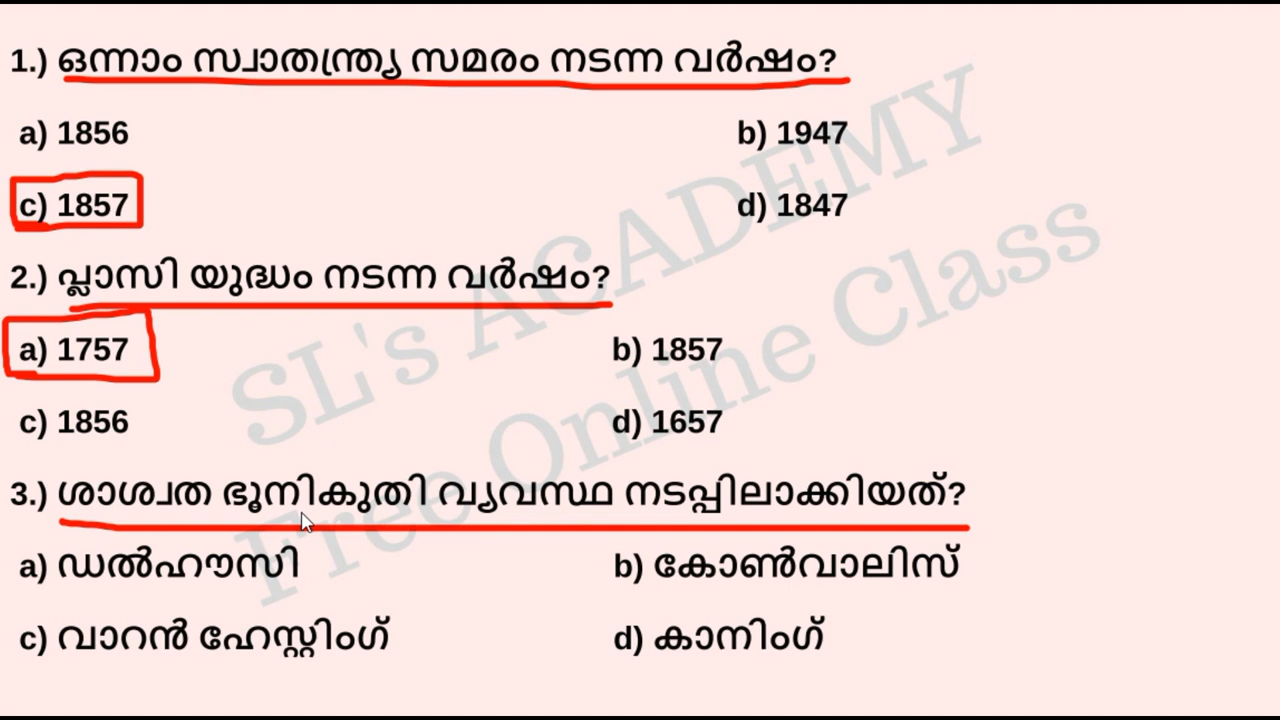 1.) ഒന്നാം സ്വാതന്ത്ര്യ സമരം നടന്ന വർഷം?
a) 1856 b) 1947
c) 1857 d) 1847
2.) പ്ലാസി യുദ്ധം നടന്ന വർഷം?
a) 1757 b) 1857
c) 1856 d) 1657
3.) ശാശ്വത ഭൂനികുതി വ്യവസ്ഥ നടപ്പിലാക്കിയത്?
a) ഡൽഹൗസി b) കോൺവാലിസ്
c) വാറൻ ഹേസ്റ്റിംഗ് d) കാനിംഗ്
SL's ACADEMY
Free Online Class